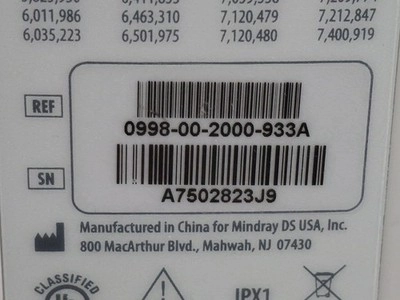 6,011,986 6,463,310 7,120,479 7,212,847
6,035,223 6,501,975 7,120,480 7,400,919
REF
0998-00-2000-933A
SN
A7502823J9
Manufactured in China for Mindray DS USA, Inc.
800 MacArthur Blvd., Mahwah, NJ 07430
CLASSIFIED
IPX1